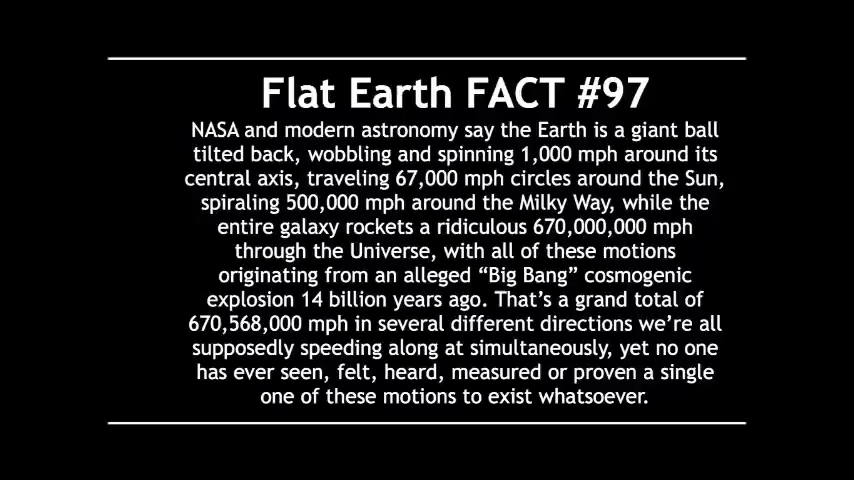 Flat Earth FACT #97
NASA and modern astronomy say the Earth is a giant ball
tilted back, wobbling and spinning 1,000 mph around its
central axis, traveling 67,000 mph circles around the Sun,
spiraling 500,000 mph around the Milky Way, while the
entire galaxy rockets a ridiculous 670,000,000 mph
through the Universe, with all of these motions
originating from an alleged “Big Bang” cosmogenic
explosion 14 billion years ago. That’s a grand total of
670,568,000 mph in several different directions we’re all
supposedly speeding along at simultaneously, yet no one
has ever seen, felt, heard, measured or proven a single
one of these motions to exist whatsoever.